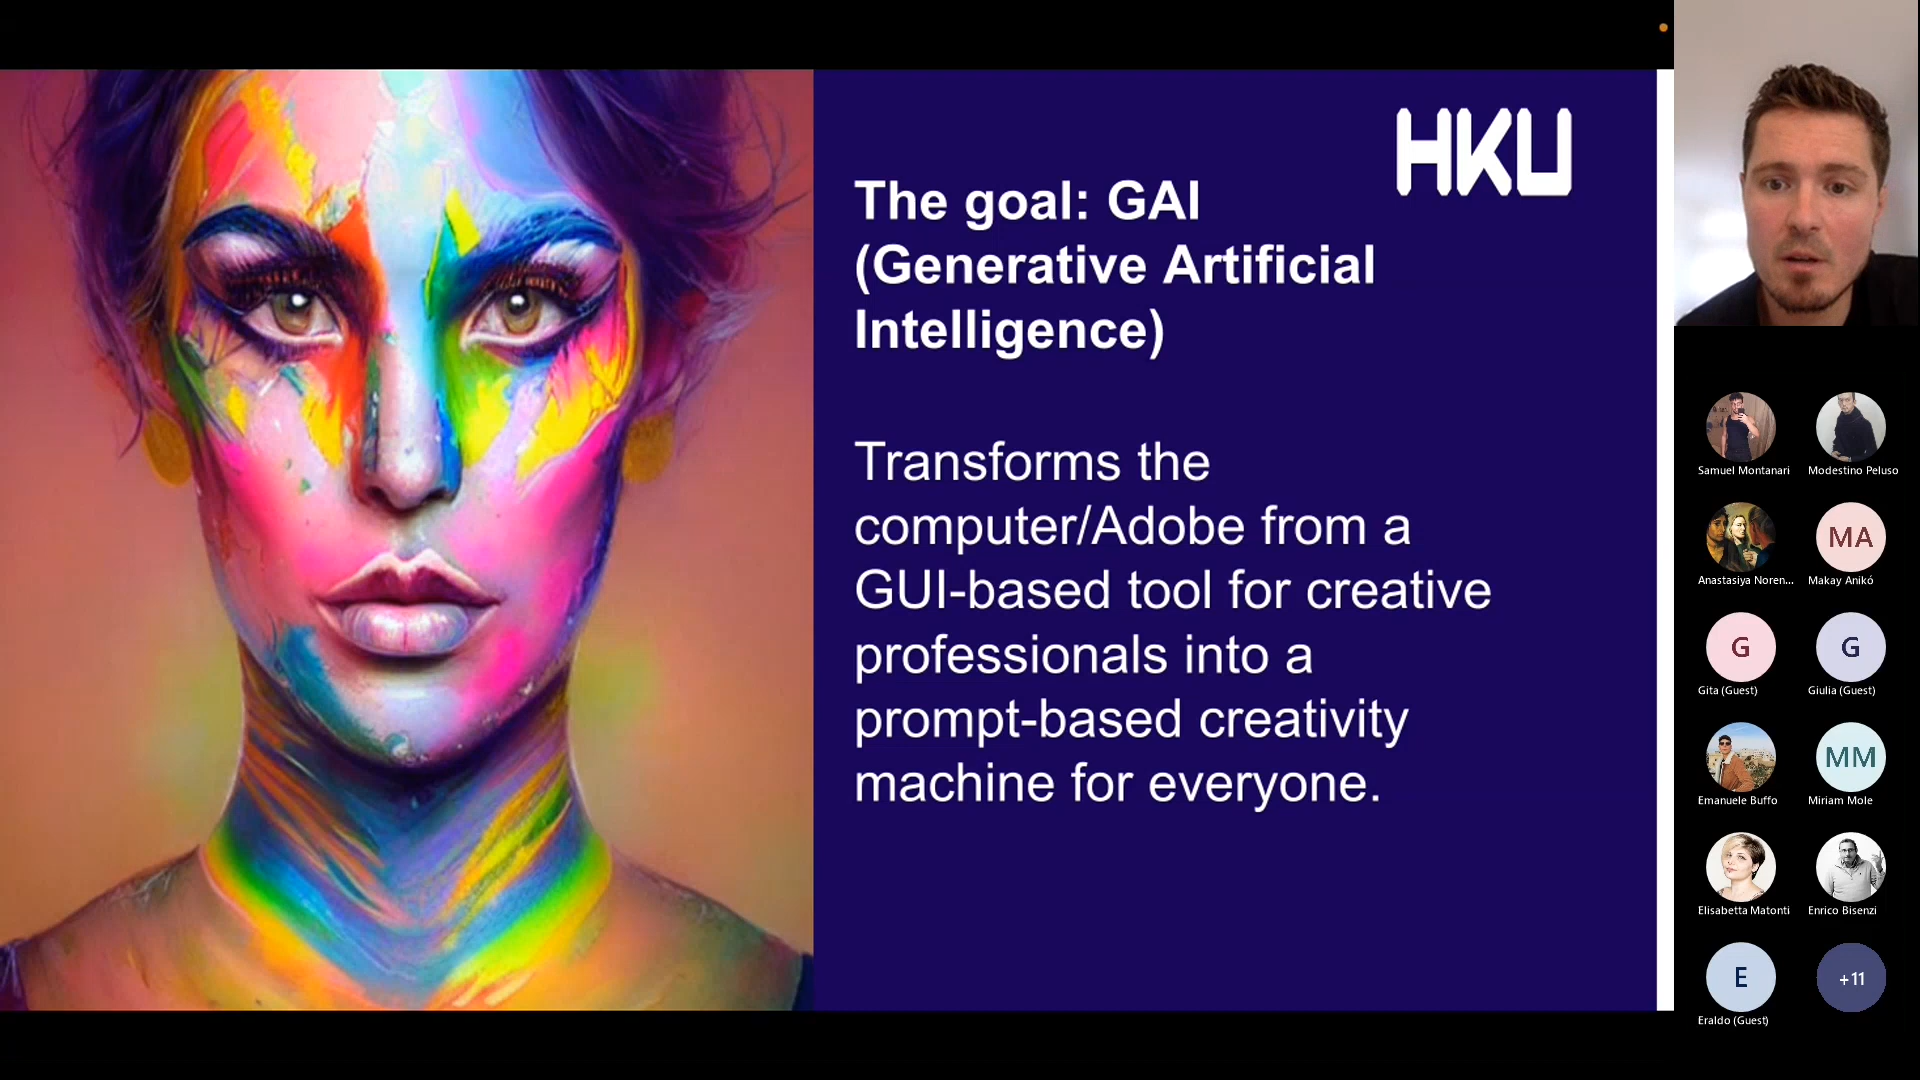 HKU
The goal: GAI
(Generative Artificial
Intelligence)
Transforms the
computer/Adobe from a
GUI-based tool for creative
professionals into a
prompt-based creativity
machine for everyone.
Samuel Montanari
Modestino Peluso
Anastasiya Noren...
MA
Makay Anikó
G
Gita (Guest)
G
Giulia (Guest)
Emanuele Buffo
MM
Miriam Mole
Elisabetta Matonti
Enrico Bisenzi
E
Eraldo (Guest)
+11